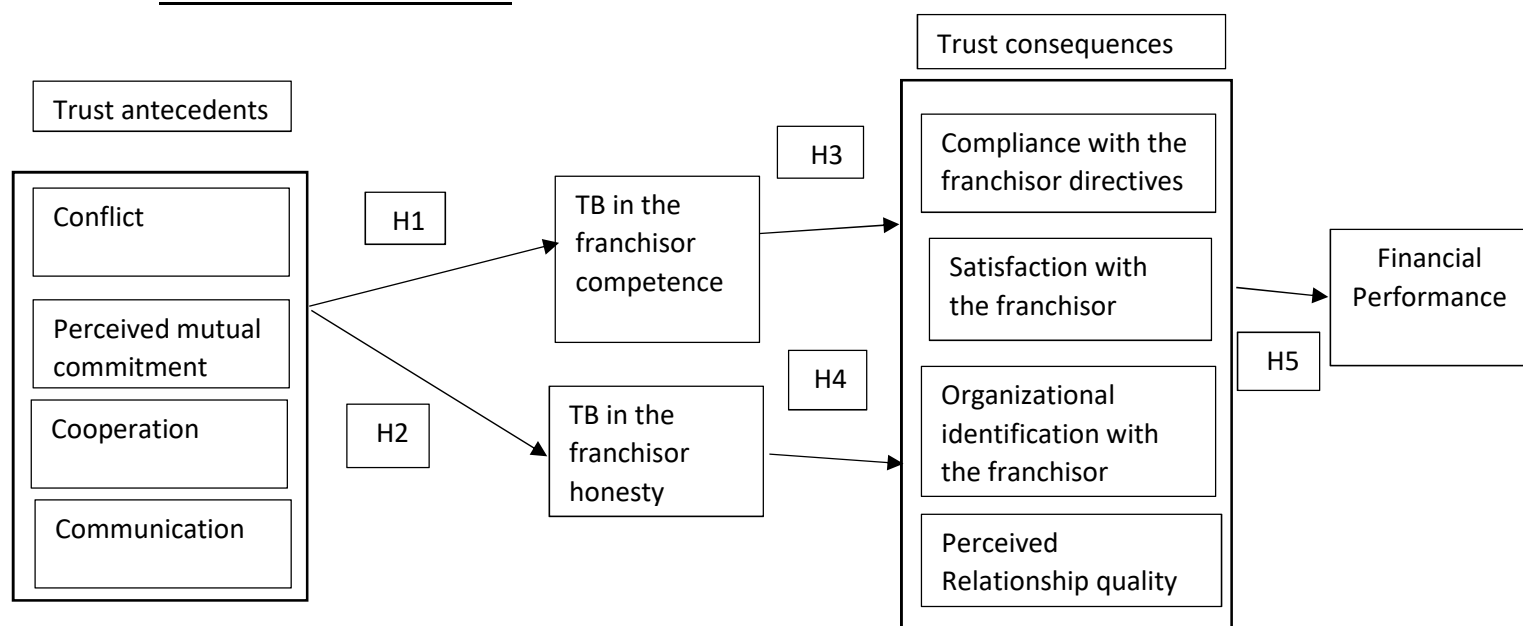 Trust consequences
Trust antecedents
Conflict
Perceived mutual
commitment
Cooperation
Communication
H1
H2
TB in the
franchisor
competence
TB in the
franchisor
honesty
H3
H4
Compliance with the
franchisor directives
Satisfaction with
the franchisor
Organizational
identification with
the franchisor
Perceived
Relationship quality
H5
Financial
Performance